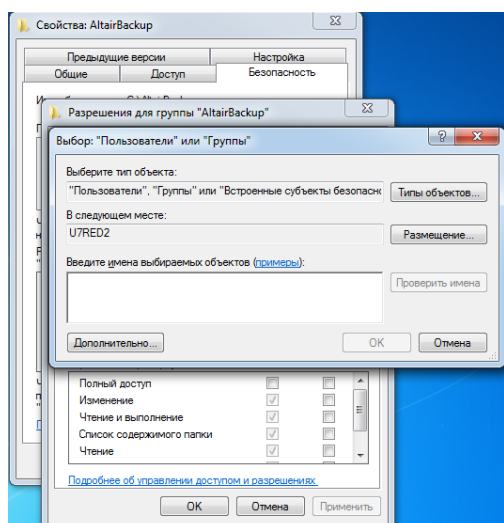 Свойства: AltairBackup
Предыдущие версии
Настройка
Общие
Доступ
Безопасность
Разрешения для группы "AltairBackup"
Выбор: "Пользователи" или "Группы"
Выберите тип объекта:
"Пользователи", "Группы" или "Встроенные субъекты безопасн
Типы объектов...
В следующем месте:
U7RED2
Размещение...
Введите имена выбираемых объектов (примеры):
Проверить имена
Дополнительно...
OK
Отмена
Полный доступ
Изменение
Чтение и выполнение
Список содержимого папки
Чтение
Подробнее об управлении доступом и разрешениях
OK
Отмена
Применить